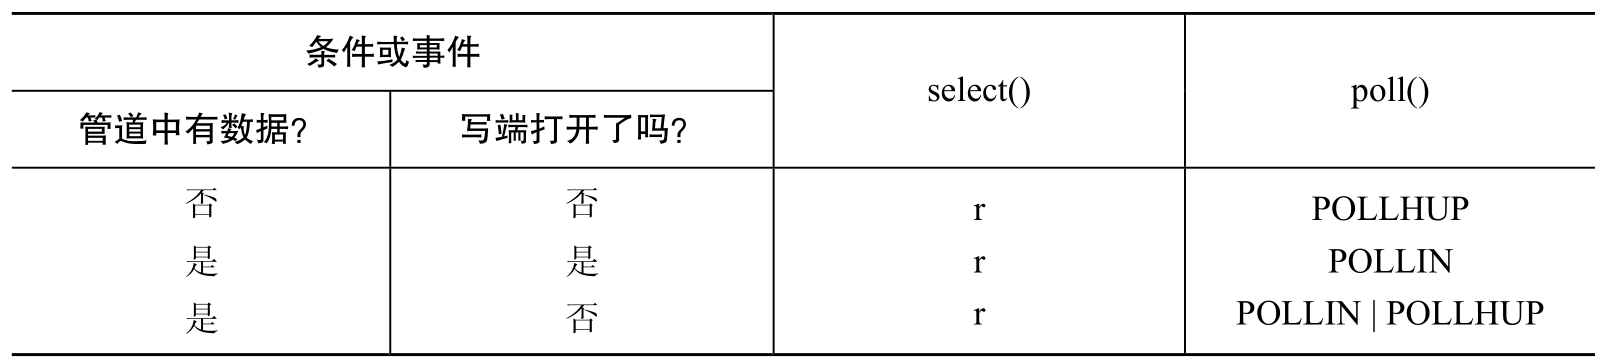 条件或事件 select() poll()
管道中有数据? 写端打开了吗?
否 否 r POLLHUP
是 是 r POLLIN
是 否 r POLLIN | POLLHUP